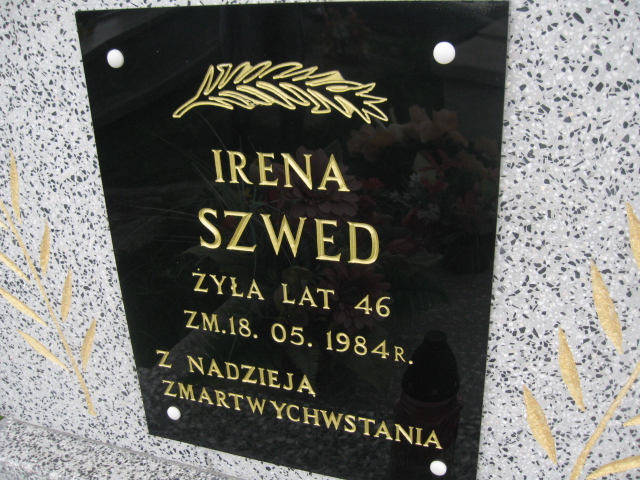 IRENA
SZWED
ŻYŁA LAT 46
ZM. 18. 05. 1984 R.
Z NADZIEJĄ
ZMARTWYCHWSTANIA